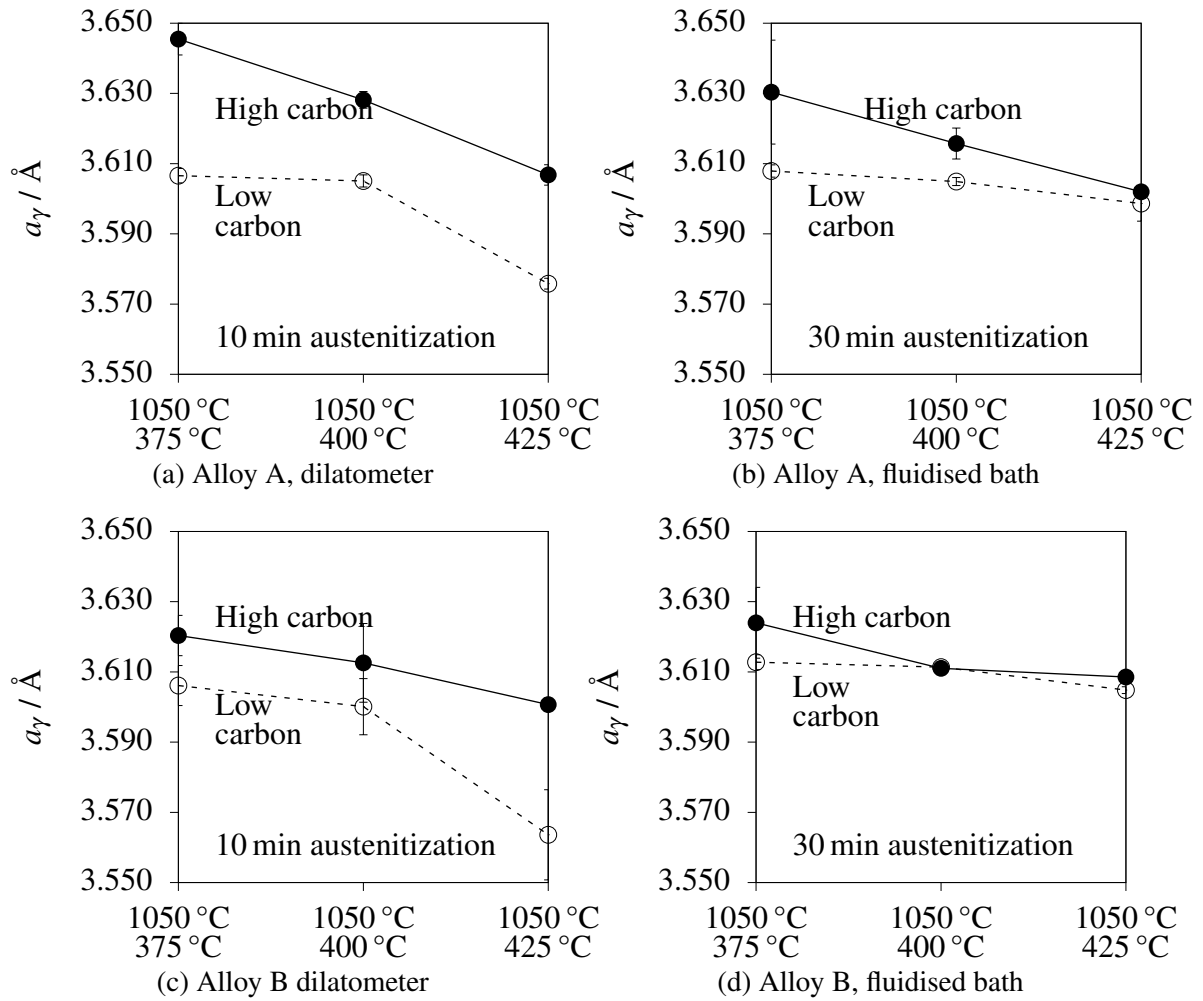 3.650
3.630
3.610
3.590
3.570
3.550
a_γ / Å
High carbon
Low
carbon
10 min austenitization
1050 °C 1050 °C 1050 °C
375 °C 400 °C 425 °C
(a) Alloy A, dilatometer
3.650
3.630
3.610
3.590
3.570
3.550
a_γ / Å
High carbon
Low
carbon
30 min austenitization
1050 °C 1050 °C 1050 °C
375 °C 400 °C 425 °C
(b) Alloy A, fluidised bath
3.650
3.630
3.610
3.590
3.570
3.550
a_γ / Å
High carbon
Low
carbon
10 min austenitization
1050 °C 1050 °C 1050 °C
375 °C 400 °C 425 °C
(c) Alloy B dilatometer
3.650
3.630
3.610
3.590
3.570
3.550
a_γ / Å
High carbon
Low
carbon
30 min austenitization
1050 °C 1050 °C 1050 °C
375 °C 400 °C 425 °C
(d) Alloy B, fluidised bath